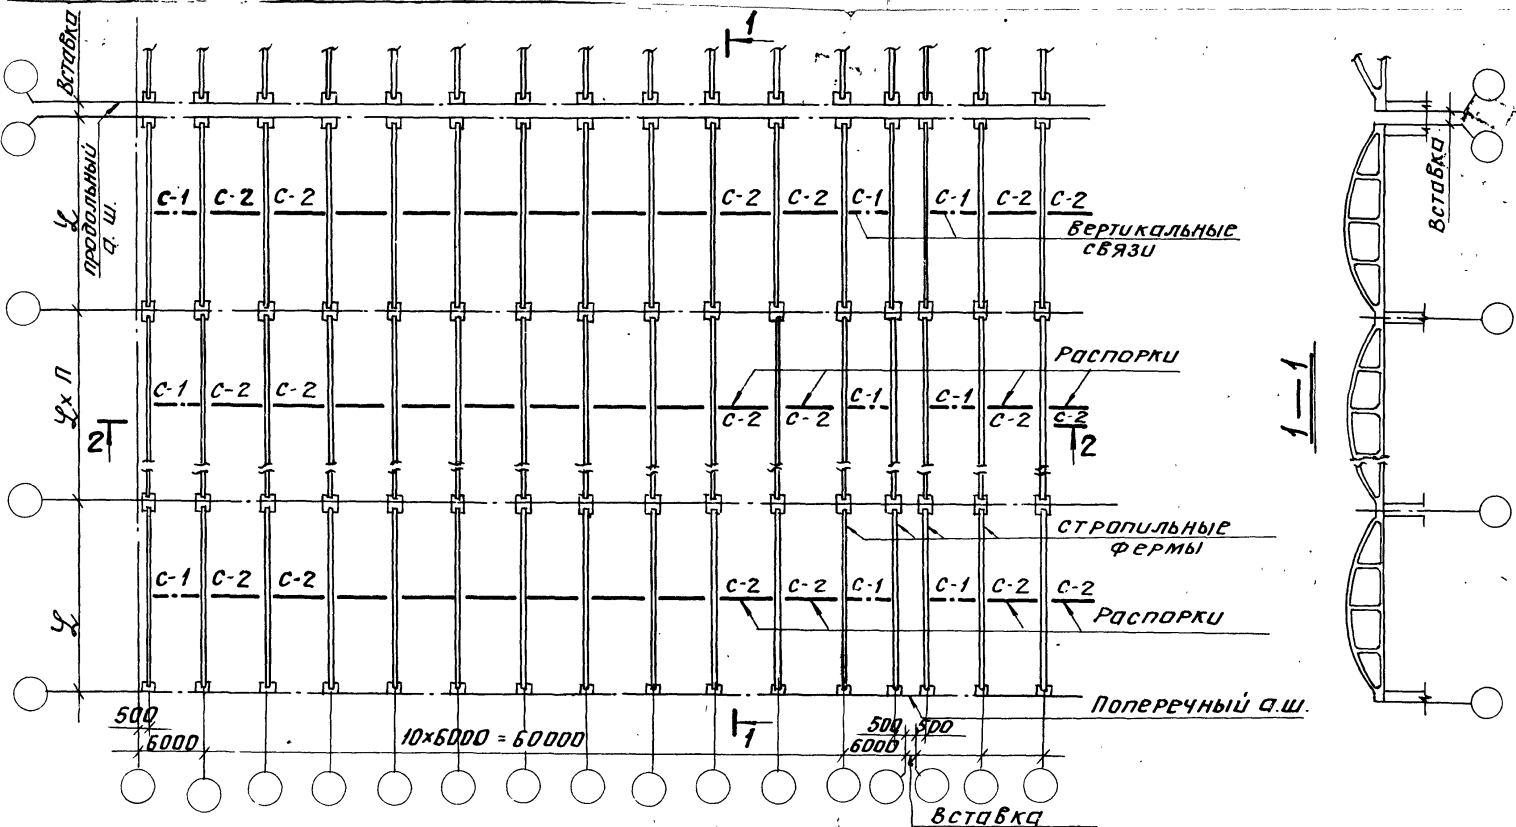 1
Вставка
продольный
а.ш.
ℒ
С-1 С-2 С-2 С-2 С-2 С-1 С-1 С-2 С-2
Вертикальные
связи
Вставка
Вставка
Распорки
ℒ х п
С-1 С-2 С-2 С-1 С-1
С-2 С-2 С-2 С-2
2
2
1—1
стропильные
фермы
ℒ
С-1 С-2 С-2 С-2 С-2 С-1 С-1 С-2 С-2
Распорки
Поперечный а.ш.
1
500 500 500
6000 10х6000 = 60000 6000
Вставка